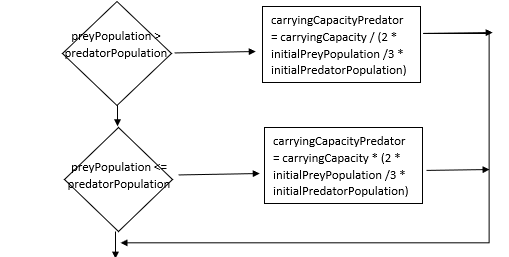 preyPopulation >
predatorPopulation
carryingCapacityPredator
= carryingCapacity / (2 *
initialPreyPopulation /3 *
initialPredatorPopulation)
preyPopulation <=
predatorPopulation
carryingCapacityPredator
= carryingCapacity * (2 *
initialPreyPopulation /3 *
initialPredatorPopulation)